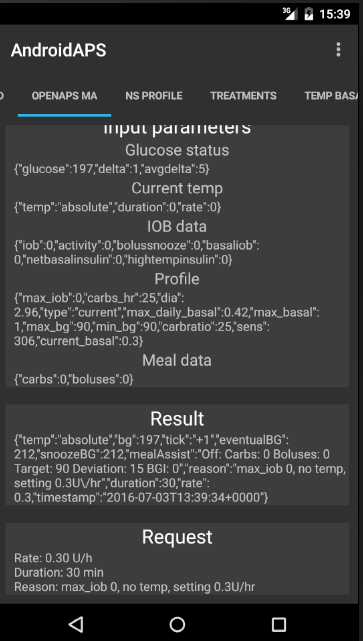 3G 15:39
AndroidAPS
OPENAPS MA NS PROFILE TREATMENTS TEMP BASA
Input parameters
Glucose status
{"glucose":197,"delta":1,"avgdelta":5}
Current temp
{"temp":"absolute","duration":0,"rate":0}
IOB data
{"iob":0,"activity":0,"bolussnooze":0,"basaliob":
0,"netbasalinsulin":0,"hightempinsulin":0}
Profile
{"max_iob":0,"carbs_hr":25,"dia":
2.96,"type":"current","max_daily_basal":0.42,"max_basal":
1,"max_bg":90,"min_bg":90,"carbratio":25,"sens":
306,"current_basal":0.3}
Meal data
{"carbs":0,"boluses":0}
Result
{"temp":"absolute","bg":197,"tick":"+1","eventualBG":
212,"snoozeBG":212,"mealAssist":"Off: Carbs: 0 Boluses: 0
Target: 90 Deviation: 15 BGI: 0","reason":"max_iob 0, no temp,
setting 0.3U\/hr","duration":30,"rate":
0.3,"timestamp":"2016-07-03T13:39:34+0000"}
Request
Rate: 0.30 U/h
Duration: 30 min
Reason: max_iob 0, no temp, setting 0.3U/hr